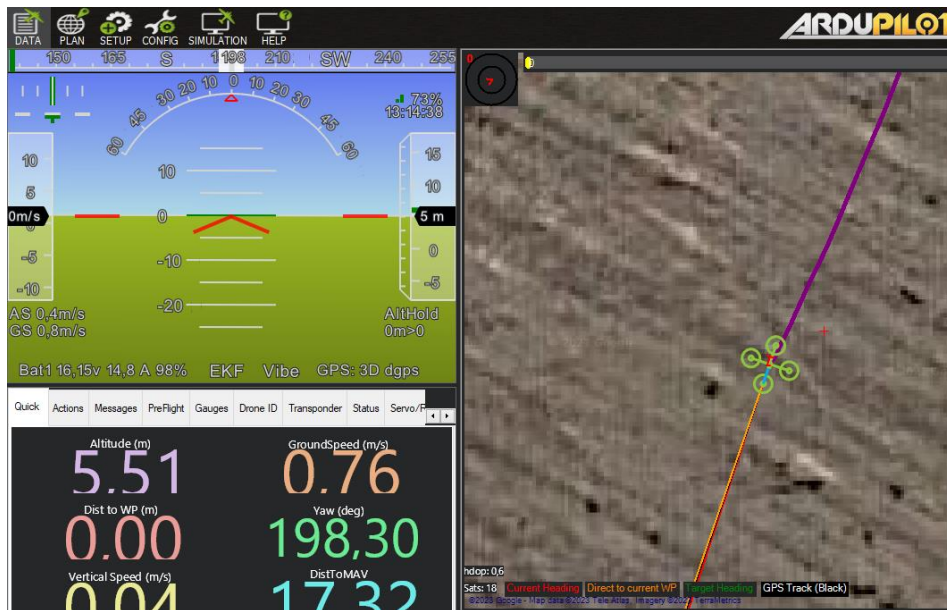 DATA PLAN SETUP CONFIG SIMULATION HELP
ARDUPILOT
150 165 S 198 210 SW 240 255
0
60 45 30 20 10 0 10 20 30 45 60
73%
13:14:38
10 5 0m/s -5 -10
10 0 -10 -20
15 10 5 m 0 -5
AS 0,4m/s
GS 0,8m/s
AltHold
0m>0
Bat1 16,15v 14,8 A 98% EKF Vibe GPS: 3D dgps
Quick Actions Messages PreFlight Gauges Drone ID Transponder Status
Altitude (m)
5.51
GroundSpeed (m/s)
0.76
Dist to WP (m)
0.00
Yaw (deg)
198,30
Vertical Speed (m/s)
0.04
DistToMAV
17.32
hdop: 0,6
Sats: 18 Current Heading Direct to current WP Target Heading GPS Track (Black)